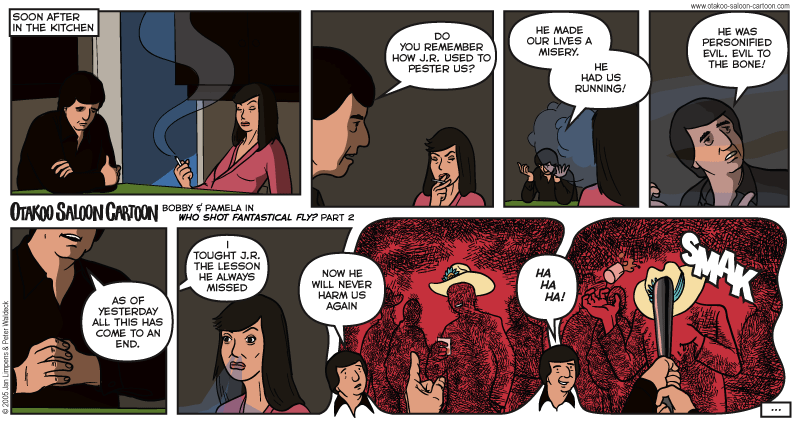 www.otakoo-saloon-cartoon.com
SOON AFTER
IN THE KITCHEN
DO
YOU REMEMBER
HOW J.R. USED TO
PESTER US?
HE MADE
OUR LIVES A
MISERY.
HE
HAD US
RUNNING!
HE WAS
PERSONIFIED
EVIL. EVIL TO
THE BONE!
OTAKOO SALOON CARTOON
BOBBY & PAMELA IN
WHO SHOT FANTASTICAL FLY? PART 2
AS OF
YESTERDAY
ALL THIS HAS
COME TO AN
END.
I
TOUGHT J.R.
THE LESSON
HE ALWAYS
MISSED
NOW HE
WILL NEVER
HARM US
AGAIN
HA
HA
HA!
SMAK
...
© 2005 Jan Limpens & Peter Waldeck